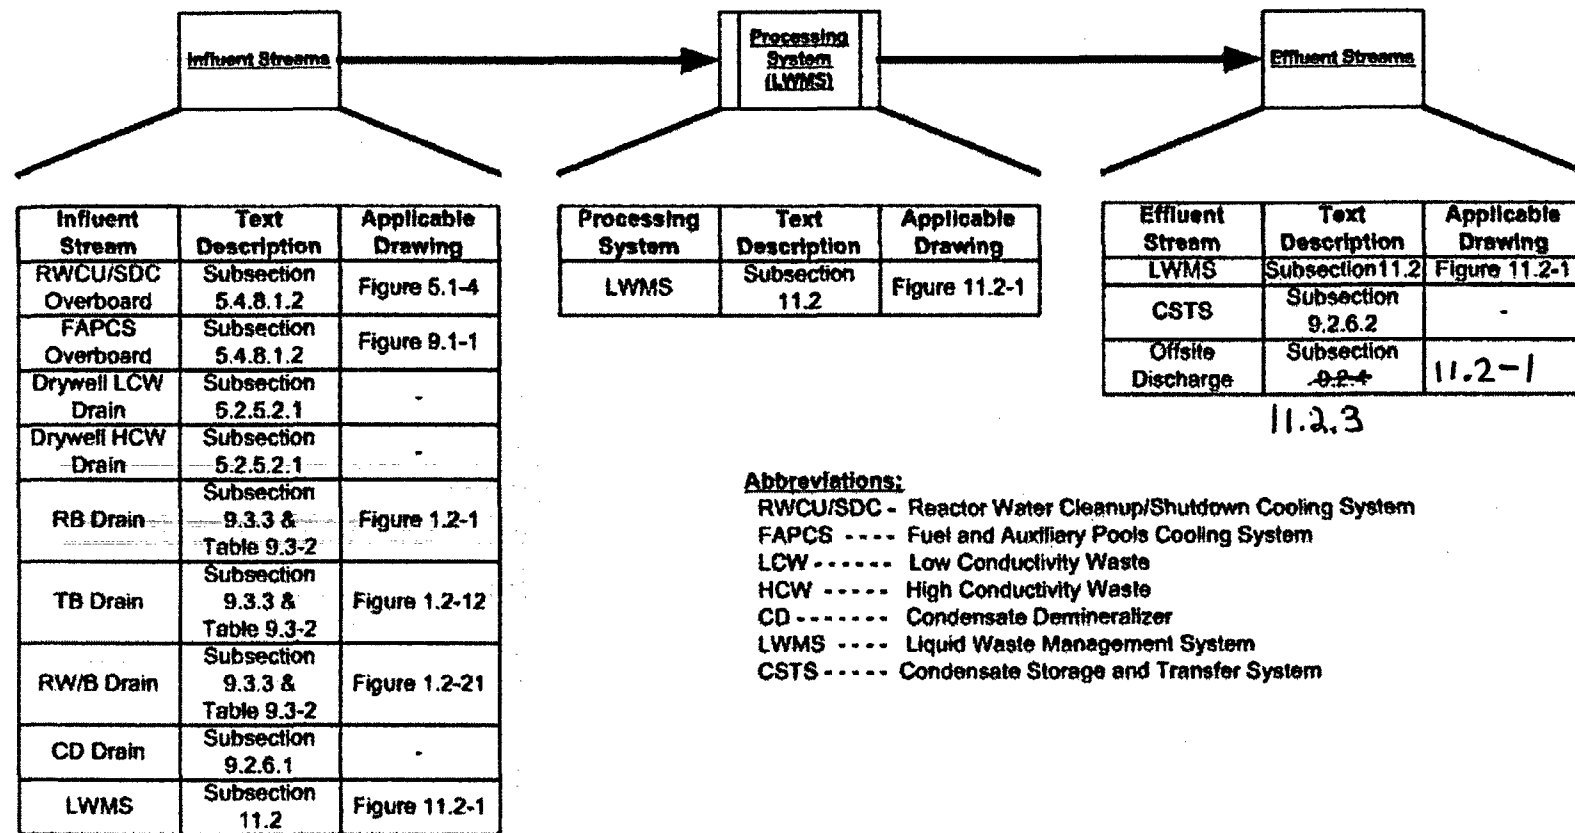 Influent Streams
Processing
System
(LWMS)
Effluent Streams
Influent Stream Text Description Applicable Drawing
RWCU/SDC Overboard Subsection 5.4.8.1.2 Figure 5.1-4
FAPCS Overboard Subsection 5.4.8.1.2 Figure 9.1-1
Drywell LCW Drain Subsection 5.2.5.2.1 -
Drywell HCW Drain Subsection 5.2.5.2.1 -
RB Drain Subsection 9.3.3 & Table 9.3-2 Figure 1.2-1
TB Drain Subsection 9.3.3 & Table 9.3-2 Figure 1.2-12
RW/B Drain Subsection 9.3.3 & Table 9.3-2 Figure 1.2-21
CD Drain Subsection 9.2.6.1 -
LWMS Subsection 11.2 Figure 11.2-1
Processing System Text Description Applicable Drawing
LWMS Subsection 11.2 Figure 11.2-1
Effluent Stream Text Description Applicable Drawing
LWMS Subsection 11.2 Figure 11.2-1
CSTS Subsection 9.2.6.2 -
Offsite Discharge Subsection 9.2.4 11.2-1
11.2.3
Abbreviations:
RWCU/SDC - Reactor Water Cleanup/Shutdown Cooling System
FAPCS ---- Fuel and Auxiliary Pools Cooling System
LCW ------ Low Conductivity Waste
HCW ----- High Conductivity Waste
CD ------- Condensate Demineralizer
LWMS ---- Liquid Waste Management System
CSTS ----- Condensate Storage and Transfer System